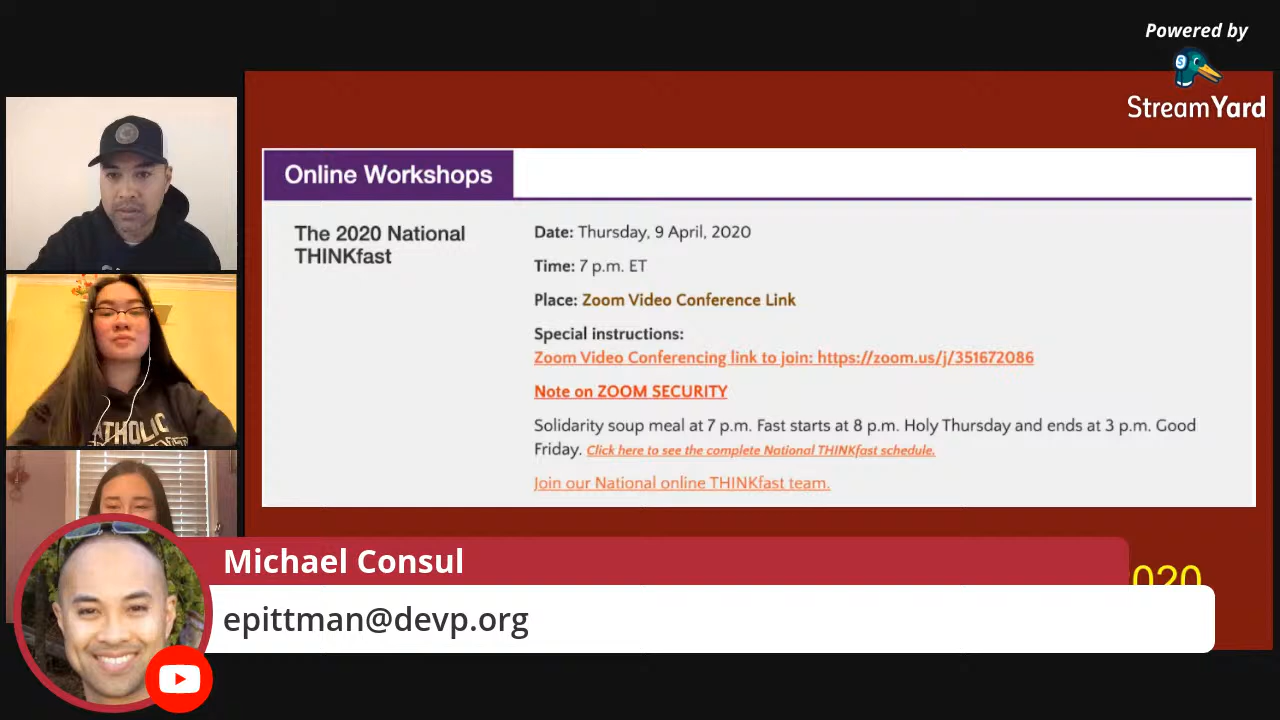 Powered by
StreamYard
Online Workshops
The 2020 National
THINKfast
Date: Thursday, 9 April, 2020
Time: 7 p.m. ET
Place: Zoom Video Conference Link
Special instructions:
Zoom Video Conferencing link to join: https://zoom.us/j/351672086
Note on ZOOM SECURITY
Solidarity soup meal at 7 p.m. Fast starts at 8 p.m. Holy Thursday and ends at 3 p.m. Good
Friday. Click here to see the complete National THINKfast schedule.
Join our National online THINKfast team.
020
Michael Consul
epittman@devp.org